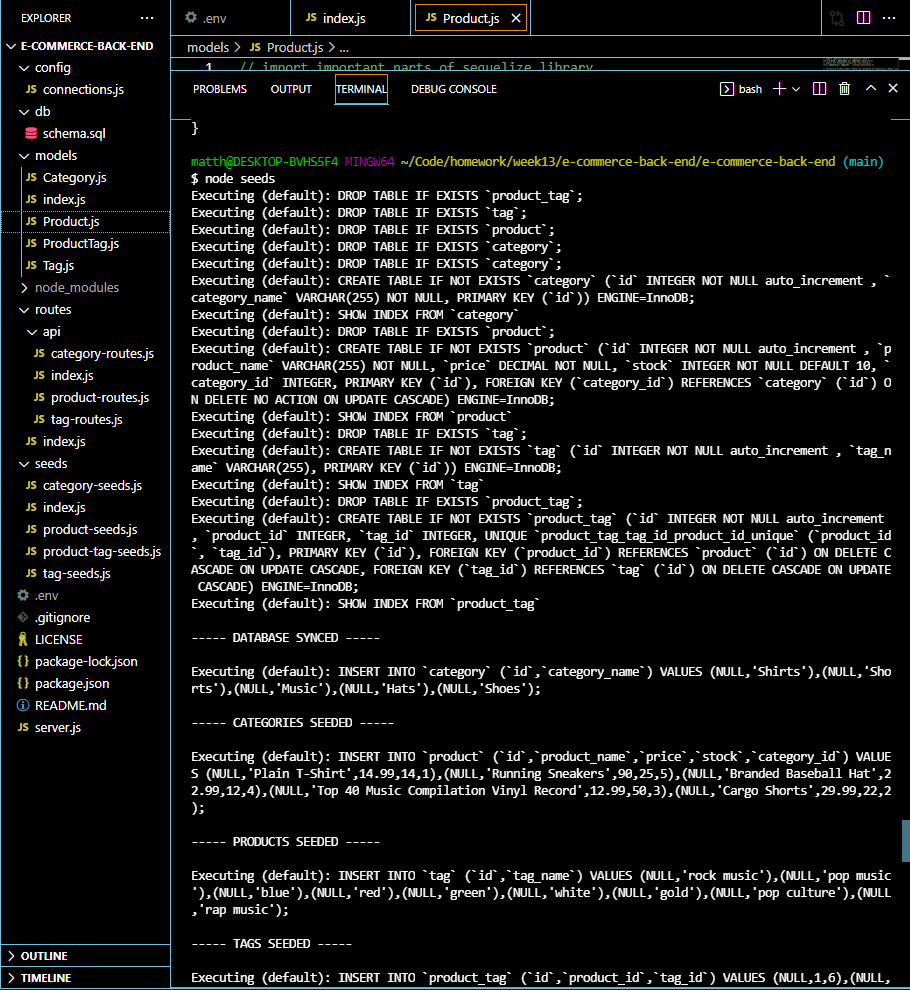 EXPLORER
E-COMMERCE-BACK-END
config
JS connections.js
db
schema.sql
models
JS Category.js
JS index.js
JS Product.js
JS ProductTag.js
JS Tag.js
node_modules
routes
api
JS category-routes.js
JS index.js
JS product-routes.js
JS tag-routes.js
JS index.js
seeds
JS category-seeds.js
JS index.js
JS product-seeds.js
JS product-tag-seeds.js
JS tag-seeds.js
.env
.gitignore
LICENSE
{} package-lock.json
{} package.json
README.md
JS server.js
OUTLINE
TIMELINE
.env
JS index.js
JS Product.js
models > JS Product.js > ...
1 // import important parts of sequelize library
PROBLEMS OUTPUT TERMINAL DEBUG CONSOLE bash
}
matth@DESKTOP-BVHS5F4 MINGW64 ~/Code/homework/week13/e-commerce-back-end/e-commerce-back-end (main)
$ node seeds
Executing (default): DROP TABLE IF EXISTS `product_tag`;
Executing (default): DROP TABLE IF EXISTS `tag`;
Executing (default): DROP TABLE IF EXISTS `product`;
Executing (default): DROP TABLE IF EXISTS `category`;
Executing (default): DROP TABLE IF EXISTS `category`;
Executing (default): CREATE TABLE IF NOT EXISTS `category` (`id` INTEGER NOT NULL auto_increment , `
category_name` VARCHAR(255) NOT NULL, PRIMARY KEY (`id`)) ENGINE=InnoDB;
Executing (default): SHOW INDEX FROM `category`
Executing (default): DROP TABLE IF EXISTS `product`;
Executing (default): CREATE TABLE IF NOT EXISTS `product` (`id` INTEGER NOT NULL auto_increment , `p
roduct_name` VARCHAR(255) NOT NULL, `price` DECIMAL NOT NULL, `stock` INTEGER NOT NULL DEFAULT 10, `
category_id` INTEGER, PRIMARY KEY (`id`), FOREIGN KEY (`category_id`) REFERENCES `category` (`id`) O
N DELETE NO ACTION ON UPDATE CASCADE) ENGINE=InnoDB;
Executing (default): SHOW INDEX FROM `product`
Executing (default): DROP TABLE IF EXISTS `tag`;
Executing (default): CREATE TABLE IF NOT EXISTS `tag` (`id` INTEGER NOT NULL auto_increment , `tag_n
ame` VARCHAR(255), PRIMARY KEY (`id`)) ENGINE=InnoDB;
Executing (default): SHOW INDEX FROM `tag`
Executing (default): DROP TABLE IF EXISTS `product_tag`;
Executing (default): CREATE TABLE IF NOT EXISTS `product_tag` (`id` INTEGER NOT NULL auto_increment
, `product_id` INTEGER, `tag_id` INTEGER, UNIQUE `product_tag_tag_id_product_id_unique` (`product_id
`, `tag_id`), PRIMARY KEY (`id`), FOREIGN KEY (`product_id`) REFERENCES `product` (`id`) ON DELETE C
ASCADE ON UPDATE CASCADE, FOREIGN KEY (`tag_id`) REFERENCES `tag` (`id`) ON DELETE CASCADE ON UPDATE
CASCADE) ENGINE=InnoDB;
Executing (default): SHOW INDEX FROM `product_tag`
----- DATABASE SYNCED -----
Executing (default): INSERT INTO `category` (`id`,`category_name`) VALUES (NULL,'Shirts'),(NULL,'Sho
rts'),(NULL,'Music'),(NULL,'Hats'),(NULL,'Shoes');
----- CATEGORIES SEEDED -----
Executing (default): INSERT INTO `product` (`id`,`product_name`,`price`,`stock`,`category_id`) VALUE
S (NULL,'Plain T-Shirt',14.99,14,1),(NULL,'Running Sneakers',90,25,5),(NULL,'Branded Baseball Hat',2
2.99,12,4),(NULL,'Top 40 Music Compilation Vinyl Record',12.99,50,3),(NULL,'Cargo Shorts',29.99,22,2
);
----- PRODUCTS SEEDED -----
Executing (default): INSERT INTO `tag` (`id`,`tag_name`) VALUES (NULL,'rock music'),(NULL,'pop music
'),(NULL,'blue'),(NULL,'red'),(NULL,'green'),(NULL,'white'),(NULL,'gold'),(NULL,'pop culture'),(NULL
,'rap music');
----- TAGS SEEDED -----
Executing (default): INSERT INTO `product_tag` (`id`,`product_id`,`tag_id`) VALUES (NULL,1,6),(NULL,